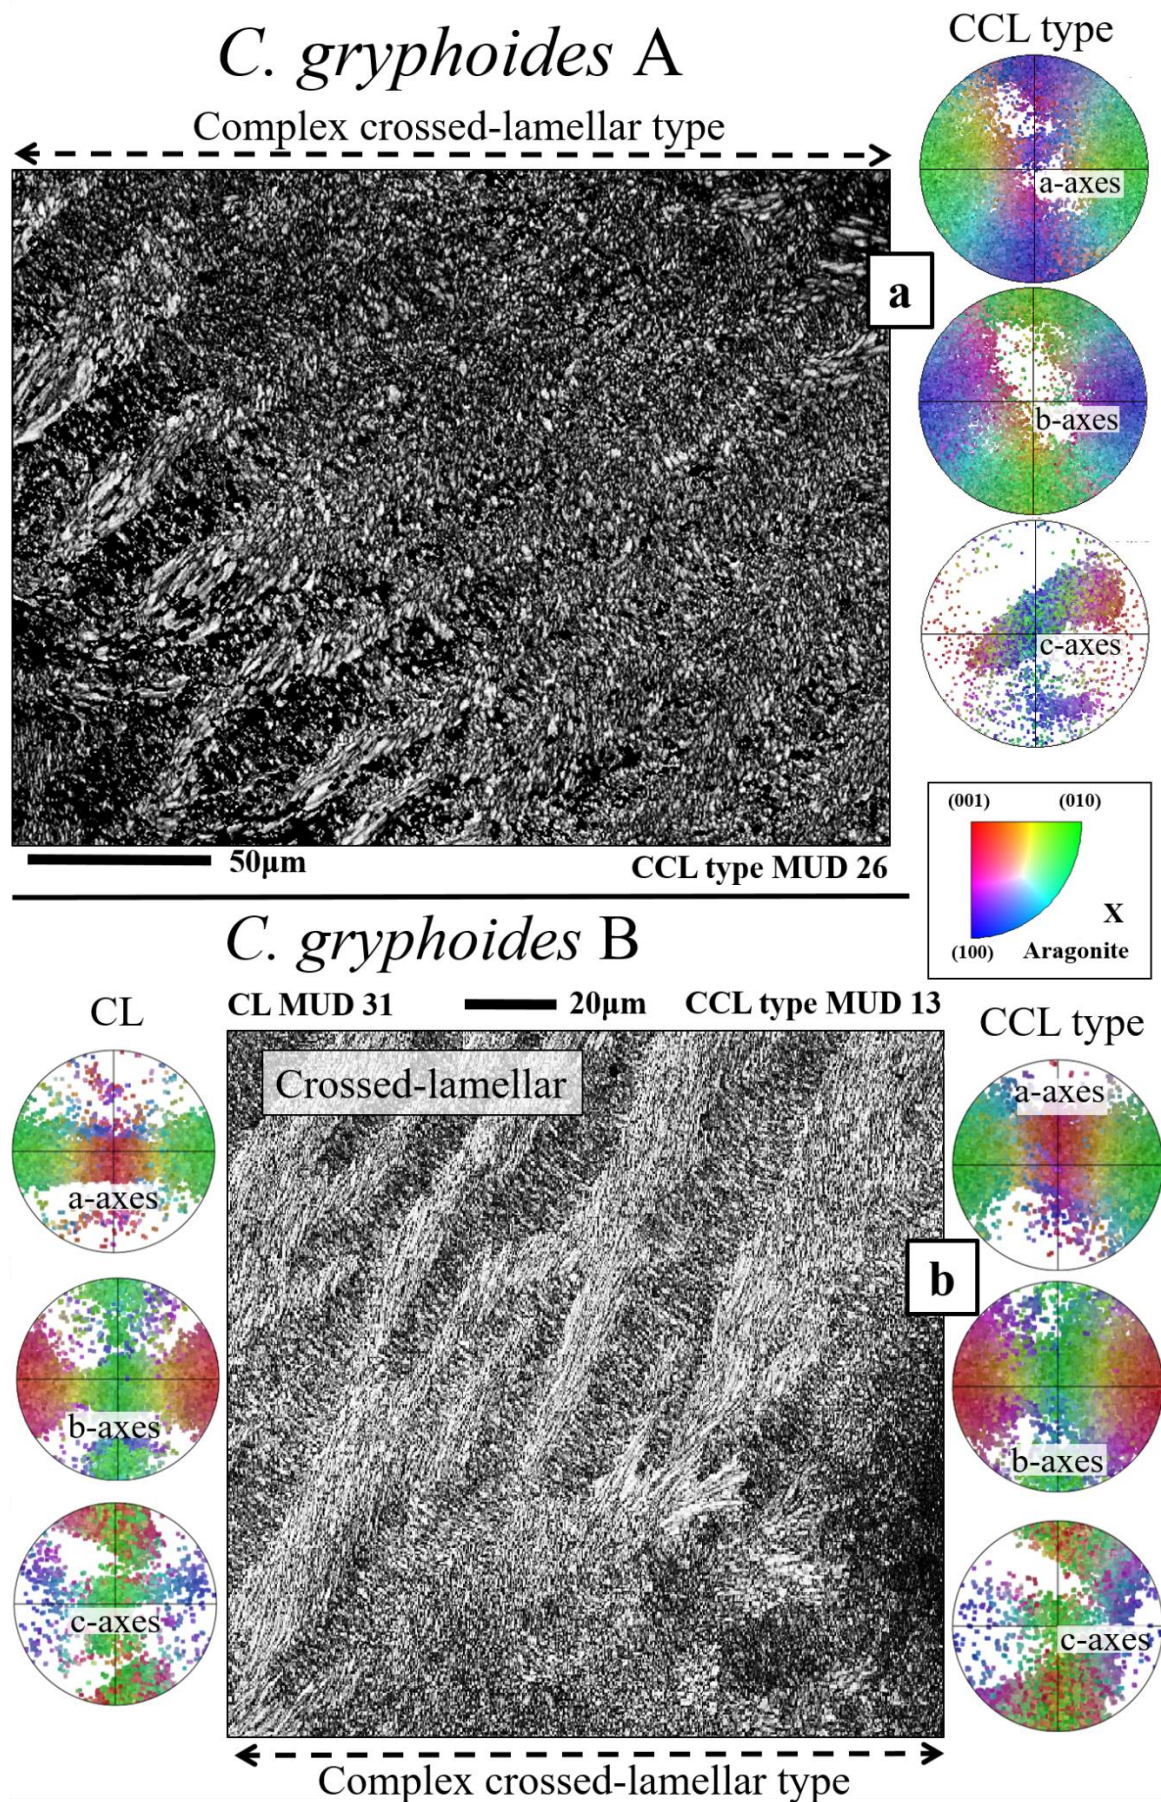 C. gryphoides A
CCL type
Complex crossed-lamellar type
a-axes
a
b-axes
c-axes
50μm
CCL type MUD 26
(001)
(010)
X
(100)
Aragonite
C. gryphoides B
CL
CL MUD 31
20μm
CCL type MUD 13
CCL type
Crossed-lamellar
a-axes
a-axes
b
b-axes
b-axes
c-axes
c-axes
Complex crossed-lamellar type